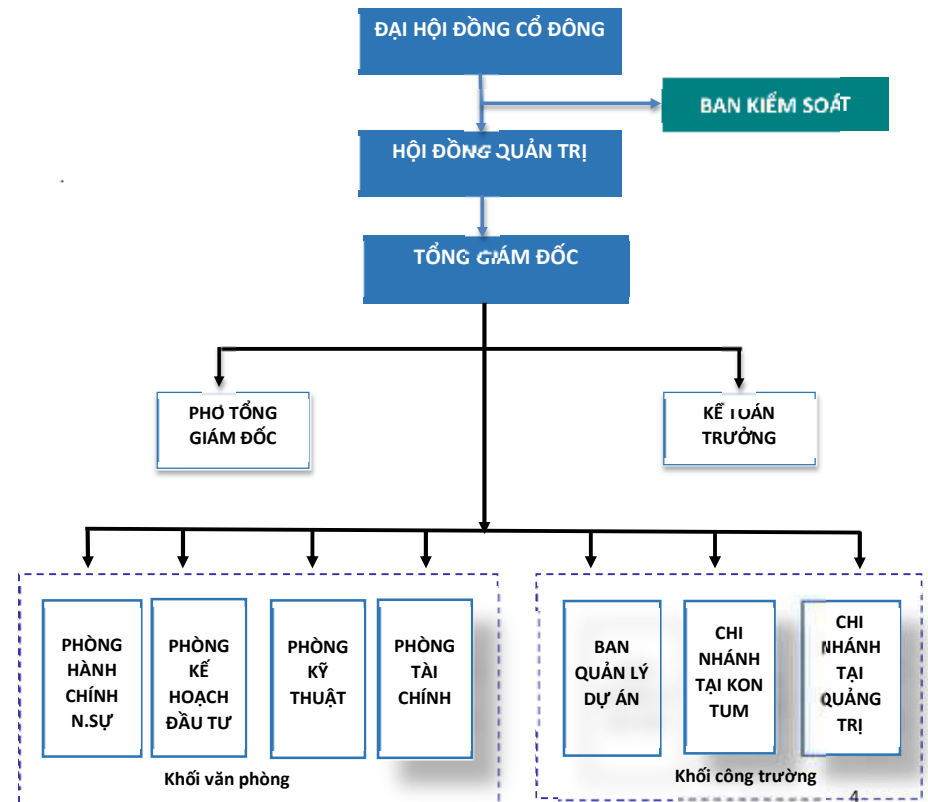 ĐẠI HỘI ĐỒNG CỔ ĐÔNG
BAN KIỂM SOÁT
HỘI ĐỒNG QUẢN TRỊ
TỔNG GIÁM ĐỐC
PHÓ TỔNG
GIÁM ĐỐC
KẾ TOÁN
TRƯỞNG
PHÒNG
HÀNH
CHÍNH
N.SỰ
PHÒNG
KẾ
HOẠCH
ĐẦU TƯ
PHÒNG
KỸ
THUẬT
PHÒNG
TÀI
CHÍNH
Khối văn phòng
BAN
QUẢN LÝ
DỰ ÁN
CHI
NHÁNH
TẠI KON
TUM
CHI
NHÁNH
TẠI
QUẢNG
TRỊ
Khối công trường
4